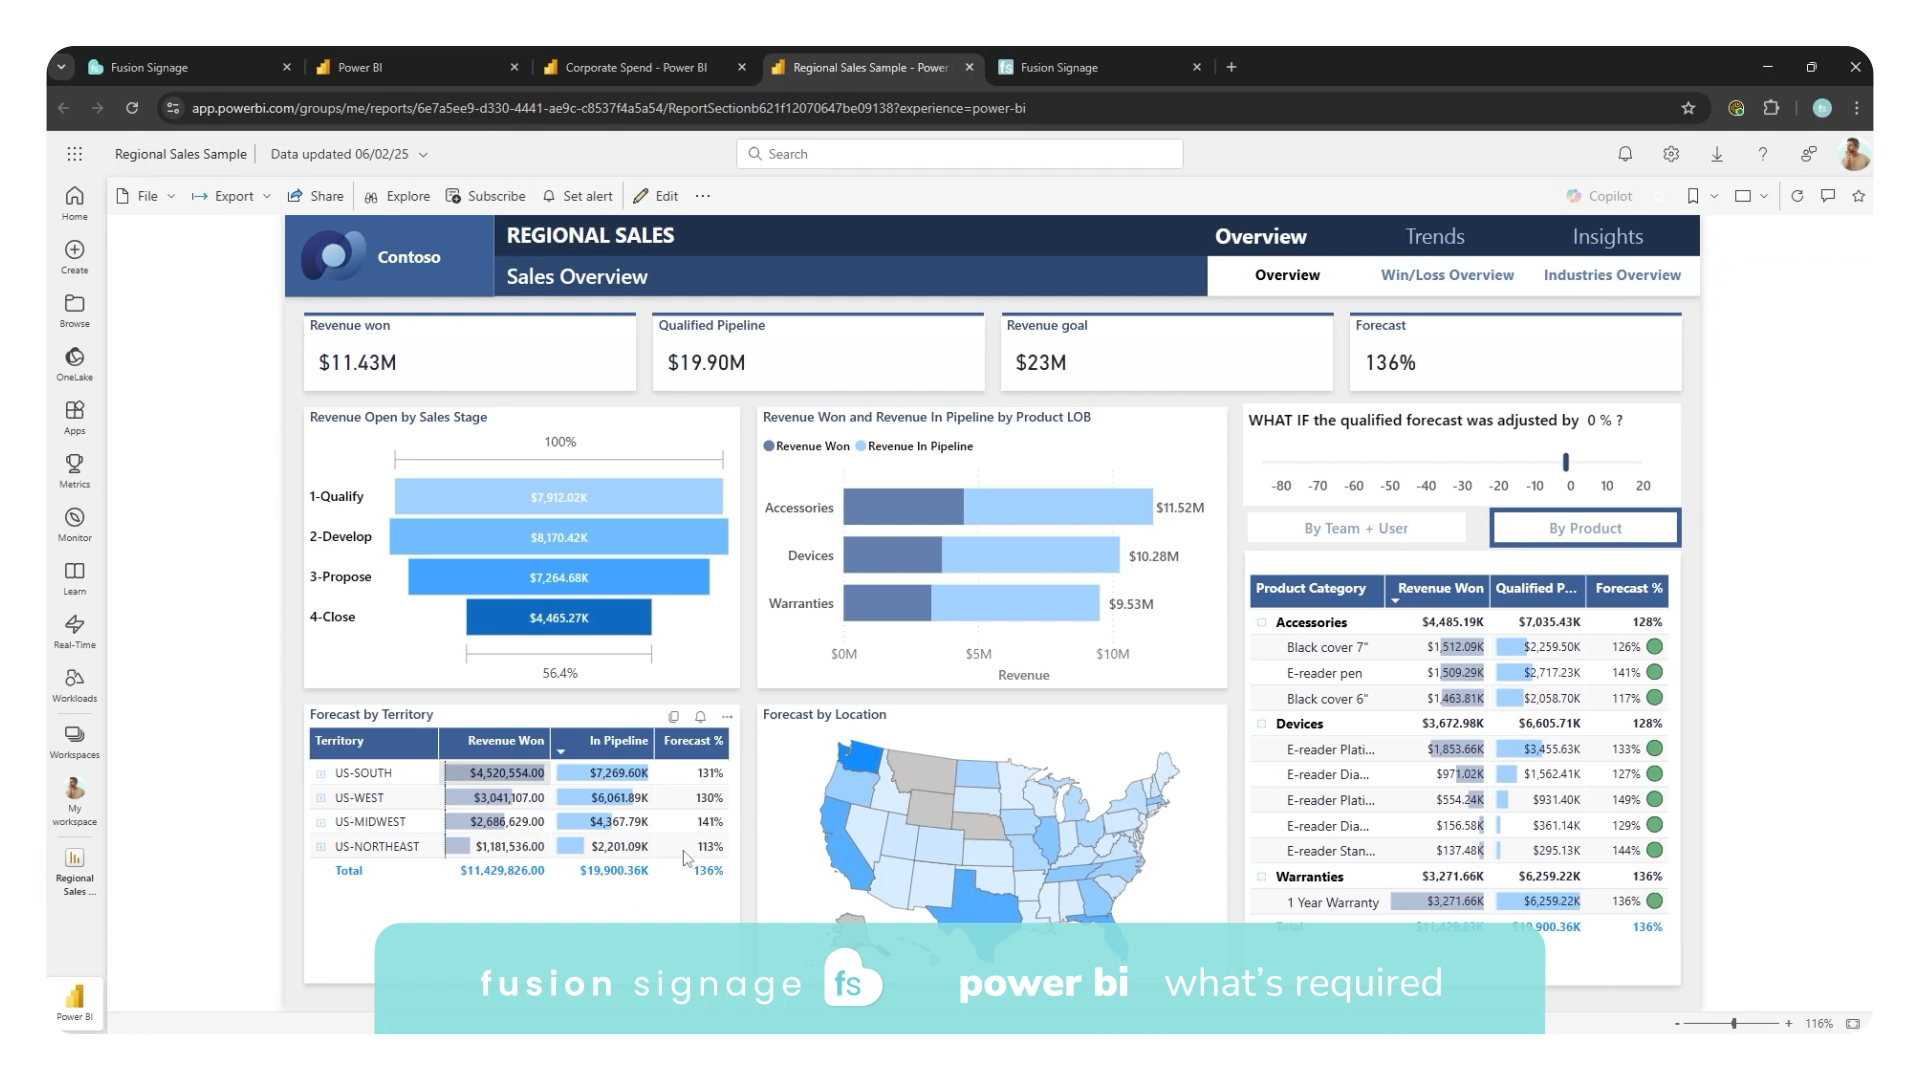 Fusion Signage
Power BI
Corporate Spend - Power BI
Regional Sales Sample - Power
Fusion Signage
app.powerbi.com/groups/me/reports/6e7a5ee9-d330-4441-ae9c-c8537f4a5a54/ReportSectionb621f12070647be09138?experience=power-bi
Regional Sales Sample
Data updated 06/02/25
Search
File
Export
Share
Explore
Subscribe
Set alert
Edit
Copilot
Home
Create
Browse
OneLake
Apps
Metrics
Monitor
Learn
Real-Time
Workloads
Workspaces
My
workspace
Regional
Sales ...
Power BI
Contoso
REGIONAL SALES
Sales Overview
Overview Trends Insights
Overview Win/Loss Overview Industries Overview
Revenue won
$11.43M
Qualified Pipeline
$19.90M
Revenue goal
$23M
Forecast
136%
Revenue Open by Sales Stage
100%
1-Qualify $7,912.02K
2-Develop $8,170.42K
3-Propose $7,264.68K
4-Close $4,465.27K
56.4%
Revenue Won and Revenue In Pipeline by Product LOB
Revenue Won Revenue In Pipeline
Accessories $11.52M
Devices $10.28M
Warranties $9.53M
$0M $5M $10M
Revenue
WHAT IF the qualified forecast was adjusted by 0 % ?
-80 -70 -60 -50 -40 -30 -20 -10 0 10 20
By Team + User
By Product
Product Category Revenue Won Qualified P... Forecast %
Accessories $4,485.19K $7,035.43K 128%
Black cover 7" $1,512.09K $2,259.50K 126%
E-reader pen $1,509.29K $2,717.23K 141%
Black cover 6" $1,463.81K $2,058.70K 117%
Devices $3,672.98K $6,605.71K 128%
E-reader Plati... $1,853.66K $3,455.63K 133%
E-reader Dia... $971.02K $1,562.41K 127%
E-reader Plati... $554.24K $931.40K 149%
E-reader Dia... $156.58K $361.14K 129%
E-reader Stan... $137.48K $295.13K 144%
Warranties $3,271.66K $6,259.22K 136%
1 Year Warranty $3,271.66K $6,259.22K 136%
Total $11,429.83K $19,900.36K 136%
Forecast by Territory
Territory Revenue Won In Pipeline Forecast %
US-SOUTH $4,520,554.00 $7,269.60K 131%
US-WEST $3,041,107.00 $6,061.89K 130%
US-MIDWEST $2,686,629.00 $4,367.79K 141%
US-NORTHEAST $1,181,536.00 $2,201.09K 113%
Total $11,429,826.00 $19,900.36K 136%
Forecast by Location
fusion signage fs power bi what's required
116%